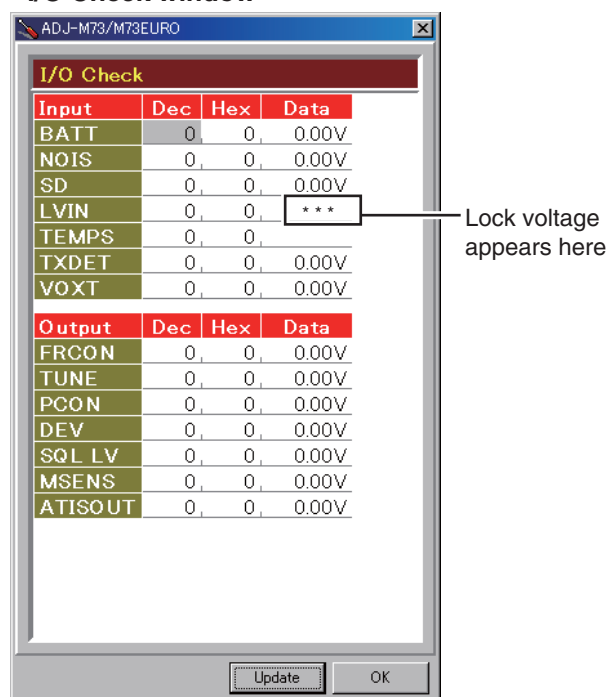 ADJ-M73/M73EURO
I/O Check
Input Dec Hex Data
BATT 0, 0, 0.00V
NOIS 0, 0, 0.00V
SD 0, 0, 0.00V
LVIN 0, 0, ***
TEMPS 0, 0,
TXDET 0, 0, 0.00V
VOXT 0, 0, 0.00V
Output Dec Hex Data
FRCON 0, 0, 0.00V
TUNE 0, 0, 0.00V
PCON 0, 0, 0.00V
DEV 0, 0, 0.00V
SQL LV 0, 0, 0.00V
MSENS 0, 0, 0.00V
ATISOUT 0, 0, 0.00V
Update OK
Lock voltage
appears here